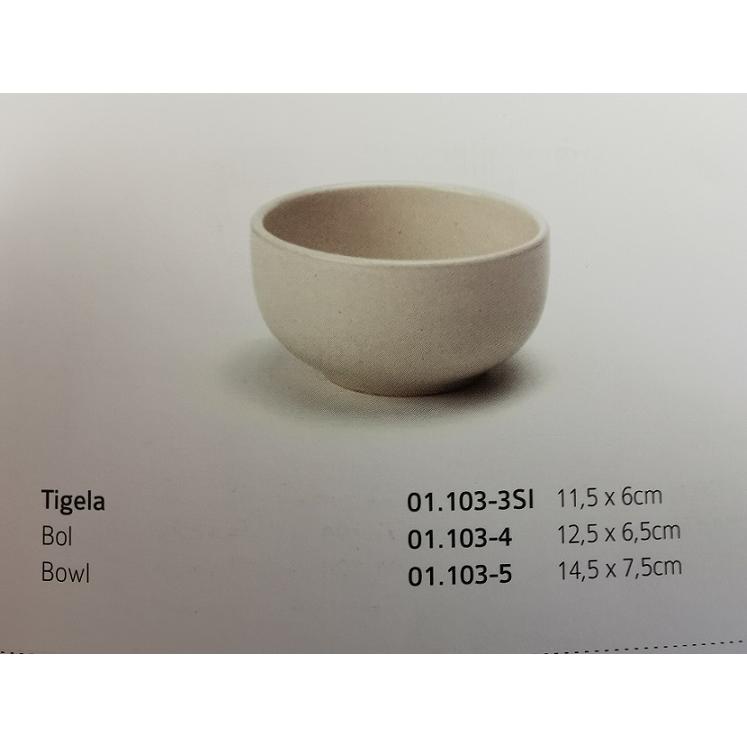 Tigela 01.103-3SI 11,5 x 6cm
Bol 01.103-4 12,5 x 6,5cm
Bowl 01.103-5 14,5 x 7,5cm